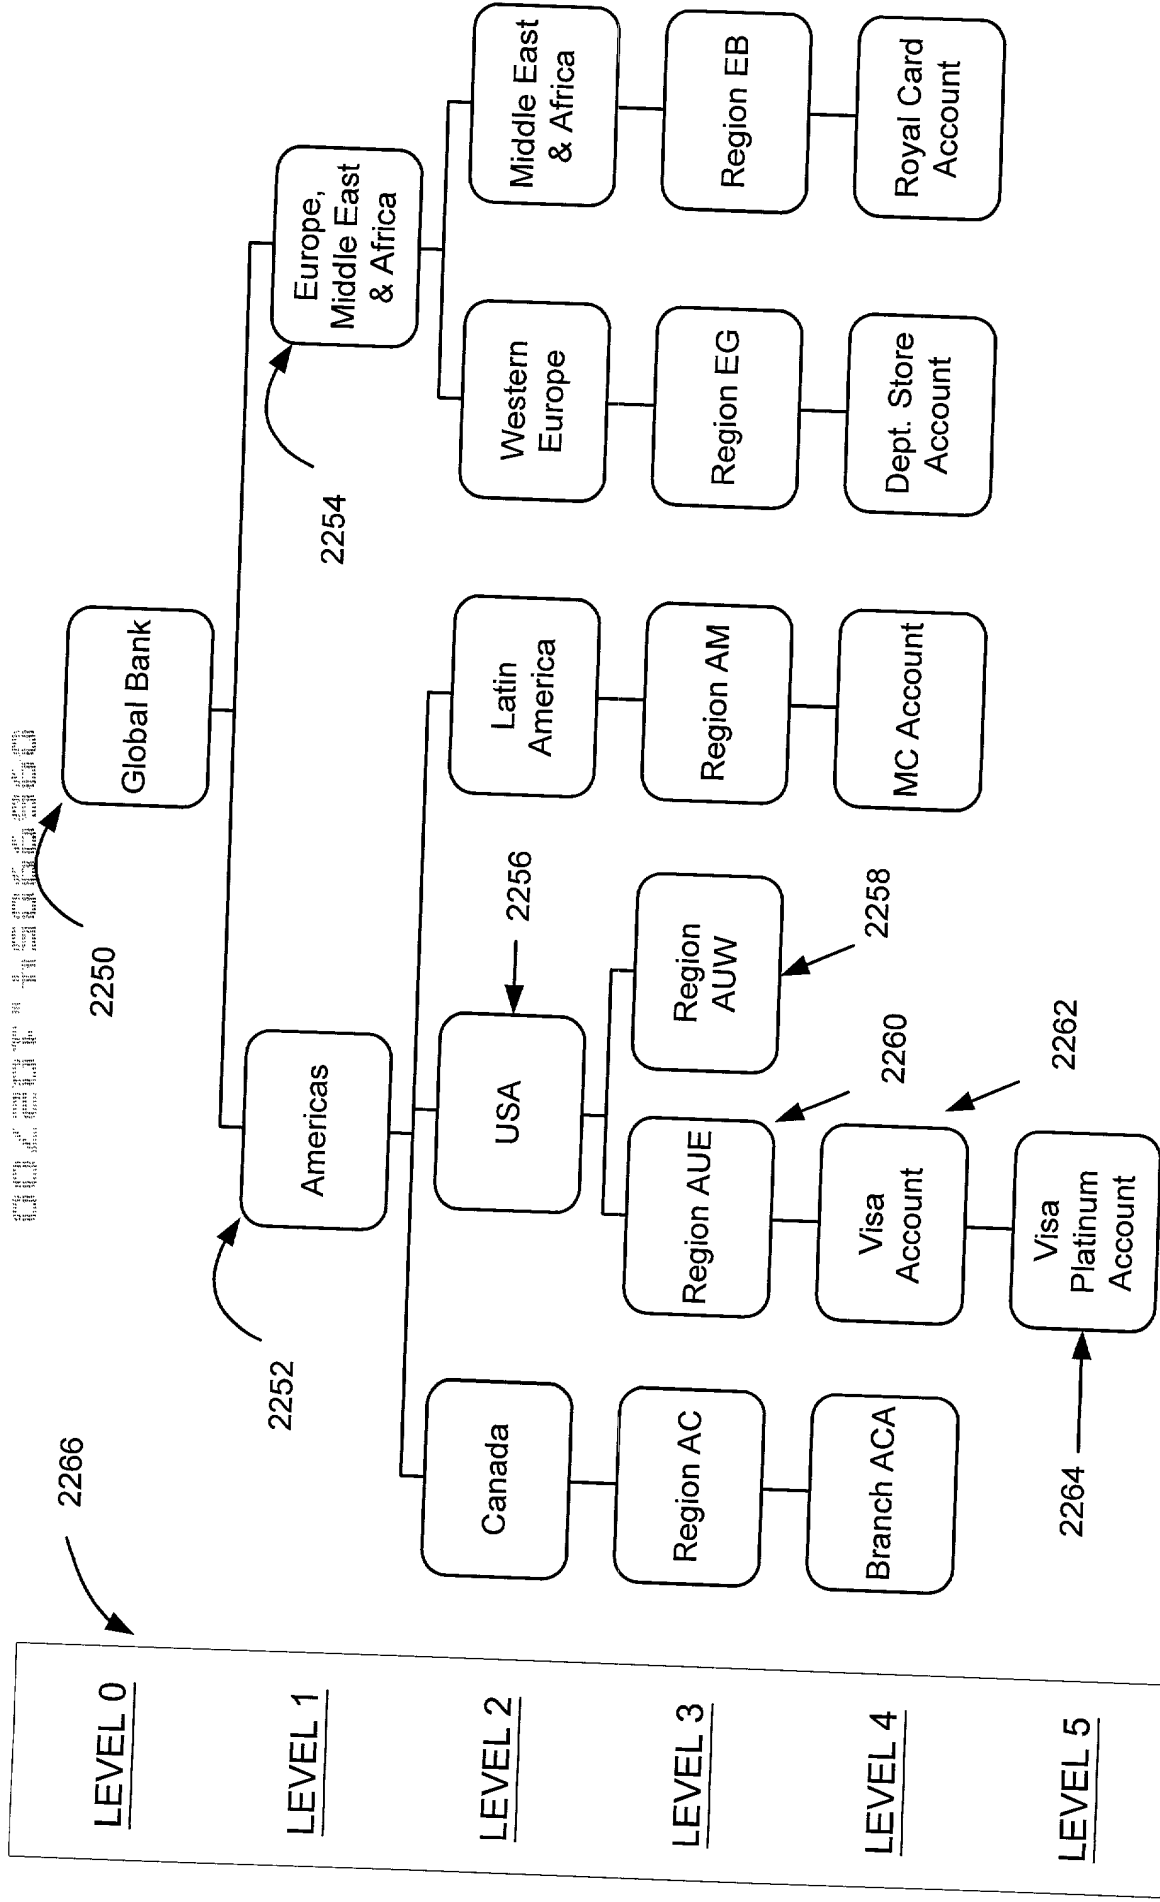 LEVEL 0
LEVEL 1
LEVEL 2
LEVEL 3
LEVEL 4
LEVEL 5
2266
2250
Global Bank
2252
Americas
2254
Europe,
Middle East
& Africa
Canada
USA
2256
Latin
America
Western
Europe
Middle East
& Africa
Region AC
Region AUE
2260
Region
AUW
2258
Region AM
Region EG
Region EB
Branch ACA
Visa
Account
2262
MC Account
Dept. Store
Account
Royal Card
Account
2264
Visa
Platinum
Account